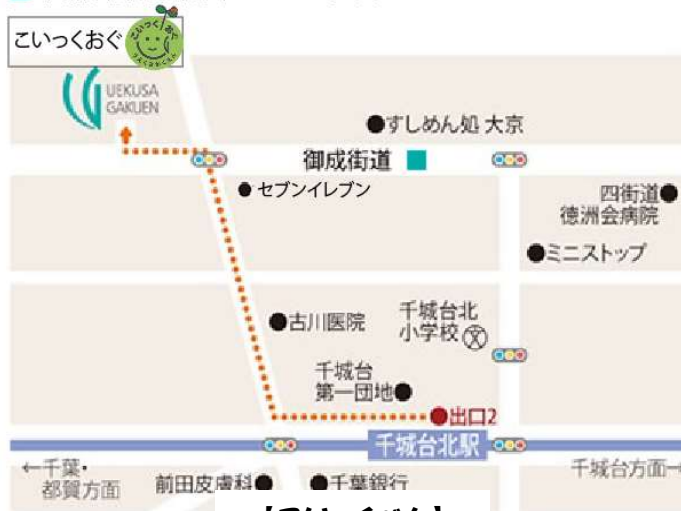 こいっくおぐ
UEKUSA
GAKUEN
●すしめん処 大京
御成街道
●セブンイレブン
四街道●
徳洲会病院
●ミニストップ
●古川医院
千城台北
小学校
文
千城台
第一団地●
●出口2
千城台北駅
←千葉・
都賀方面
千城台方面→
前田皮膚科●
●千葉銀行